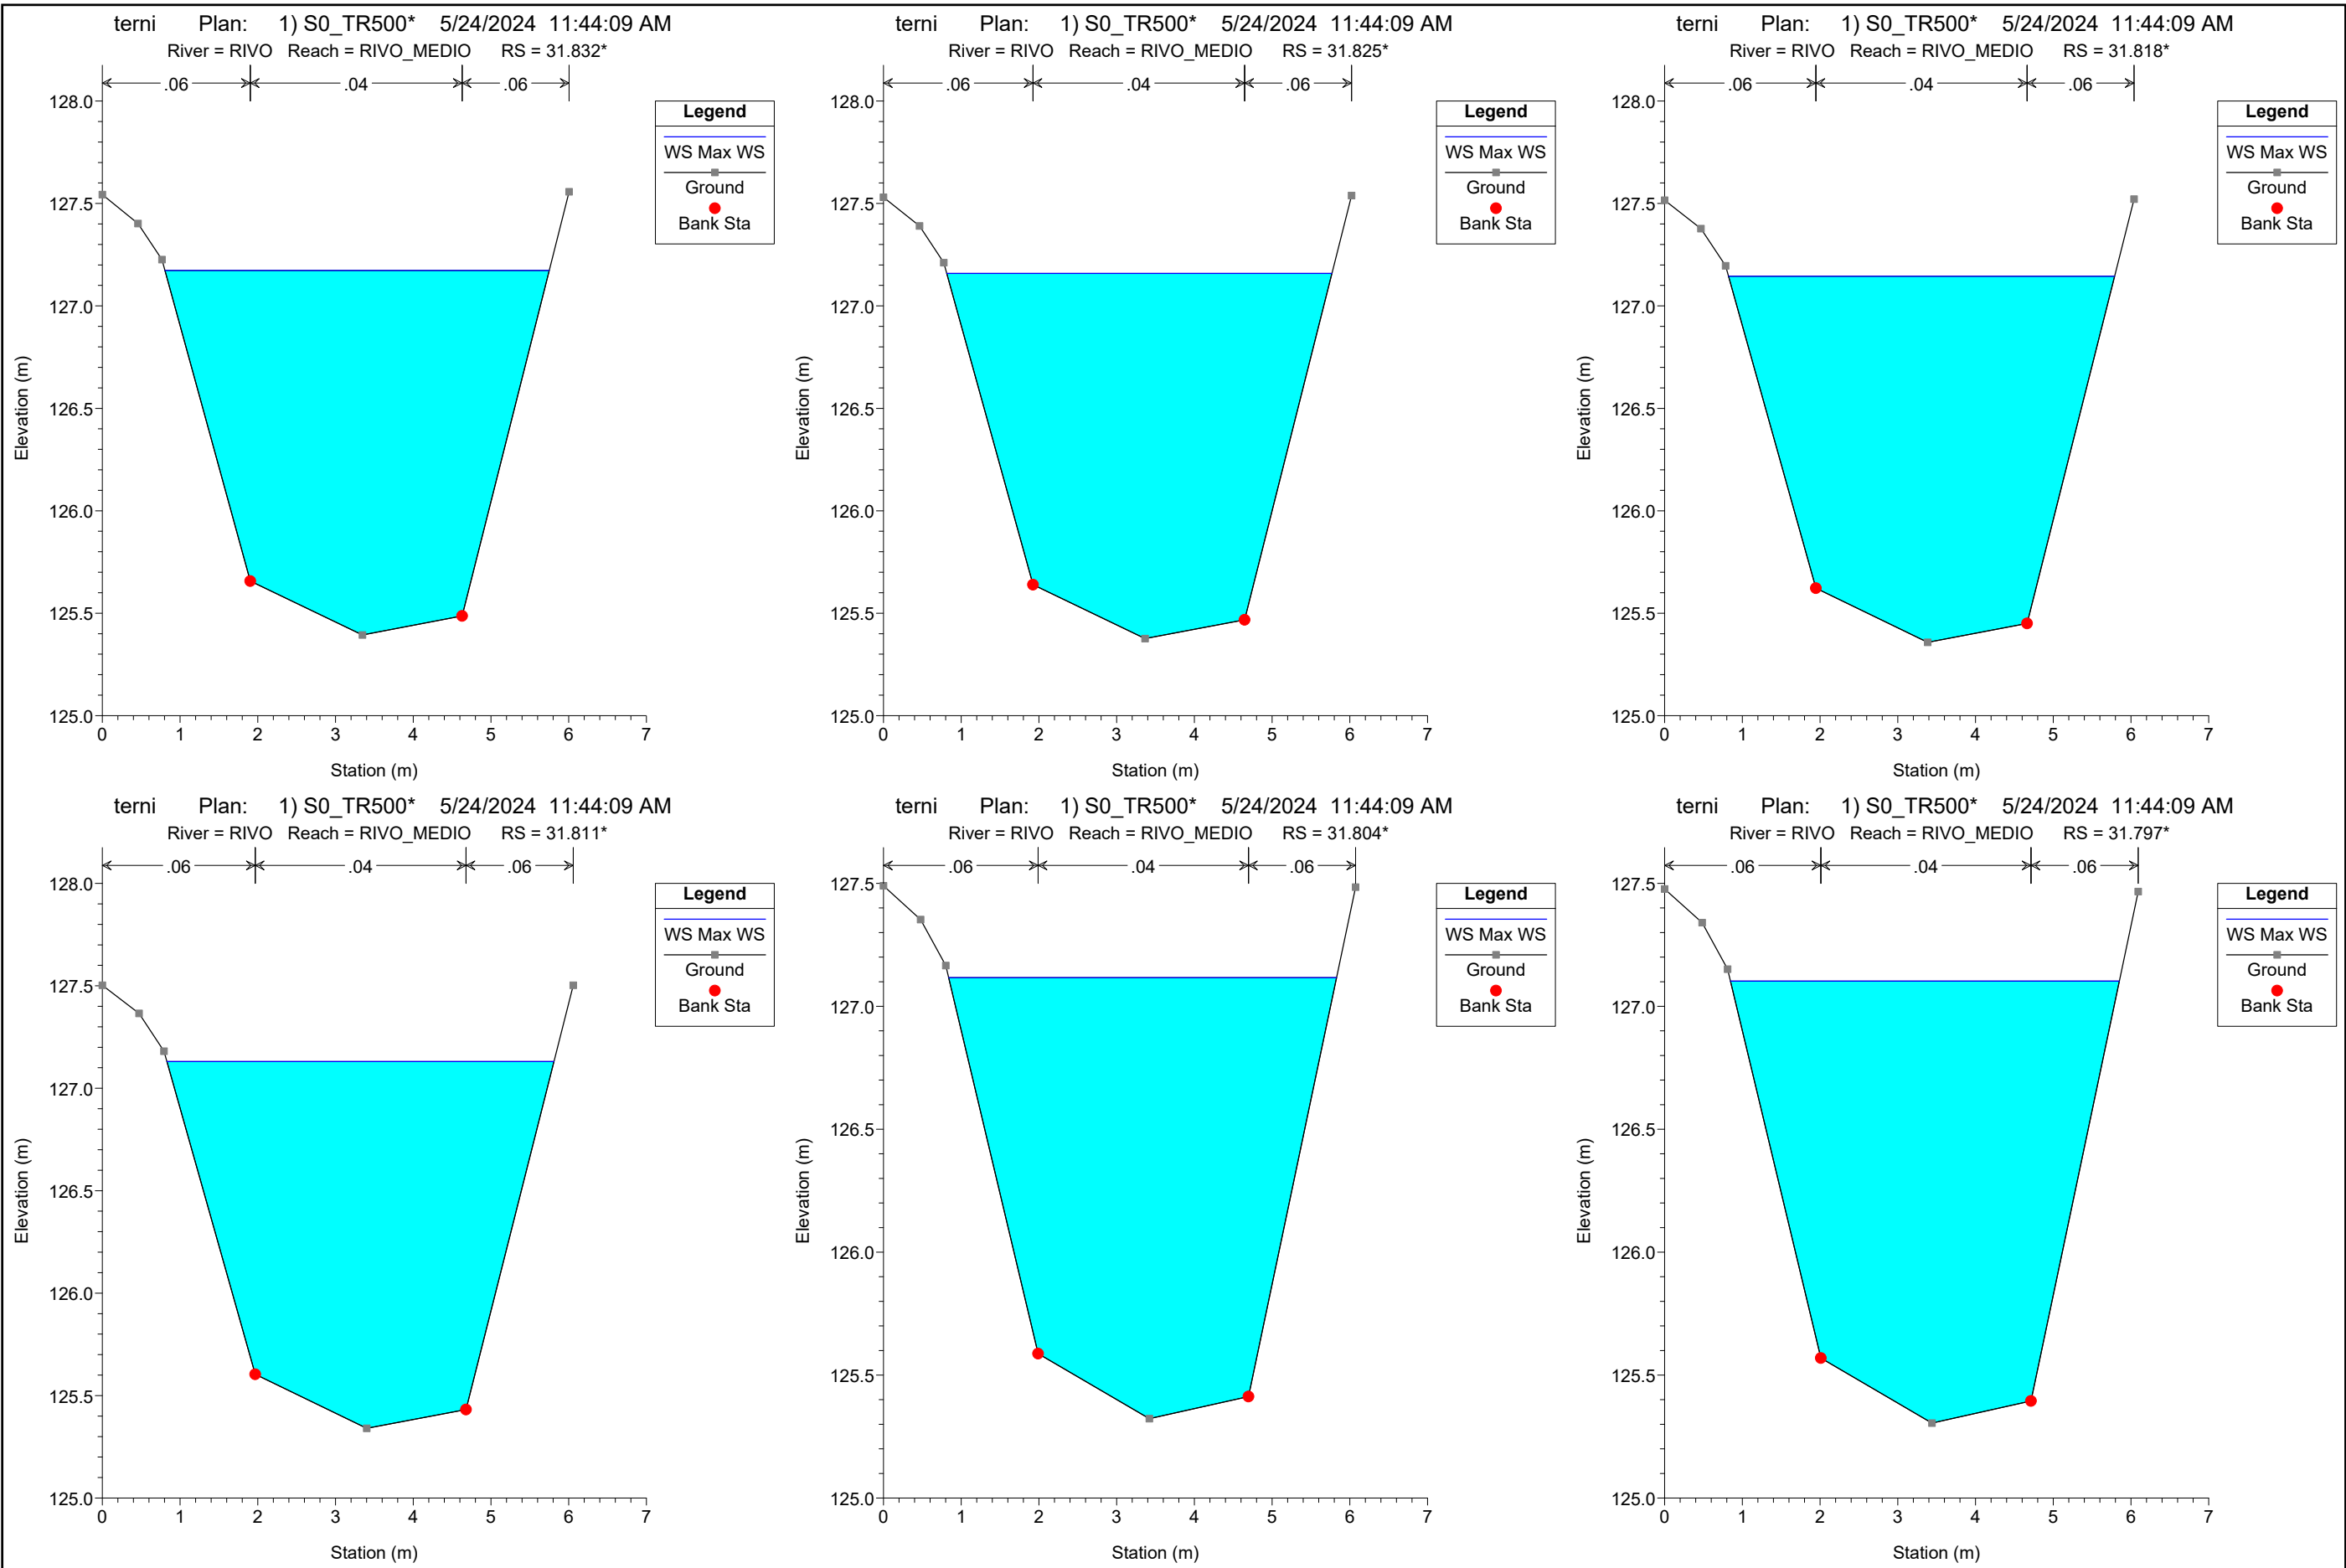 terni Plan: 1) S0_TR500* 5/24/2024 11:44:09 AM
River = RIVO Reach = RIVO_MEDIO RS = 31.832*
.06 .04 .06
128.0
127.5
127.0
126.5
126.0
125.5
125.0
Elevation (m)
0 1 2 3 4 5 6 7
Station (m)
Legend
WS Max WS
Ground
Bank Sta
terni Plan: 1) S0_TR500* 5/24/2024 11:44:09 AM
River = RIVO Reach = RIVO_MEDIO RS = 31.825*
.06 .04 .06
128.0
127.5
127.0
126.5
126.0
125.5
125.0
Elevation (m)
0 1 2 3 4 5 6 7
Station (m)
Legend
WS Max WS
Ground
Bank Sta
terni Plan: 1) S0_TR500* 5/24/2024 11:44:09 AM
River = RIVO Reach = RIVO_MEDIO RS = 31.818*
.06 .04 .06
128.0
127.5
127.0
126.5
126.0
125.5
125.0
Elevation (m)
0 1 2 3 4 5 6 7
Station (m)
Legend
WS Max WS
Ground
Bank Sta
terni Plan: 1) S0_TR500* 5/24/2024 11:44:09 AM
River = RIVO Reach = RIVO_MEDIO RS = 31.811*
.06 .04 .06
128.0
127.5
127.0
126.5
126.0
125.5
125.0
Elevation (m)
0 1 2 3 4 5 6 7
Station (m)
Legend
WS Max WS
Ground
Bank Sta
terni Plan: 1) S0_TR500* 5/24/2024 11:44:09 AM
River = RIVO Reach = RIVO_MEDIO RS = 31.804*
.06 .04 .06
127.5
127.0
126.5
126.0
125.5
125.0
Elevation (m)
0 1 2 3 4 5 6 7
Station (m)
Legend
WS Max WS
Ground
Bank Sta
terni Plan: 1) S0_TR500* 5/24/2024 11:44:09 AM
River = RIVO Reach = RIVO_MEDIO RS = 31.797*
.06 .04 .06
127.5
127.0
126.5
126.0
125.5
125.0
Elevation (m)
0 1 2 3 4 5 6 7
Station (m)
Legend
WS Max WS
Ground
Bank Sta